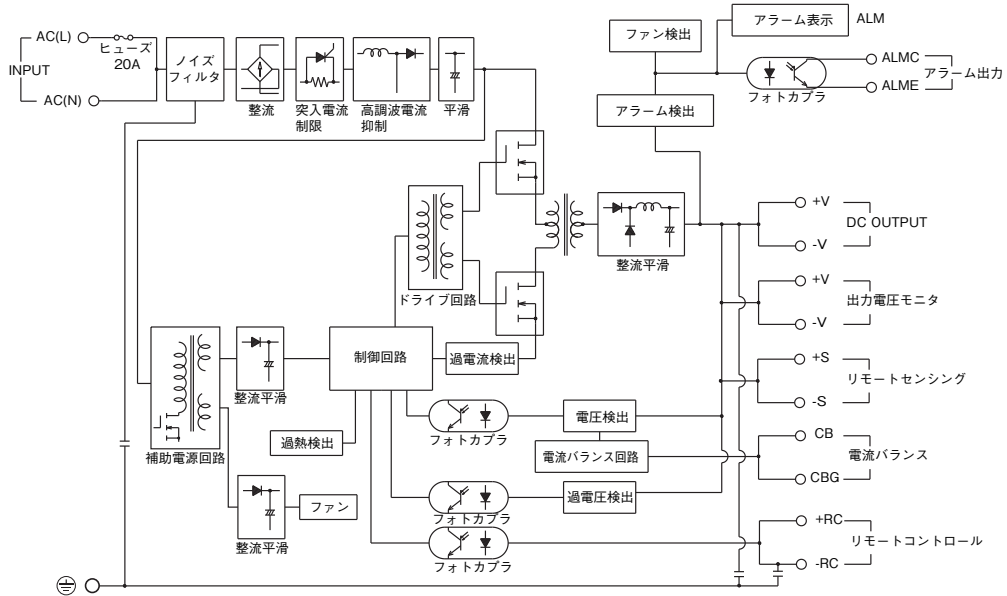 AC(L)
ヒューズ
20A
INPUT
AC(N)
ノイズ
フィルタ
整流
突入電流
制限
高調波電流
抑制
平滑
ファン検出
アラーム表示
ALM
ALMC
アラーム出力
ALME
フォトカプラ
アラーム検出
ドライブ回路
整流平滑
+V
DC OUTPUT
-V
+V
出力電圧モニタ
-V
+S
リモートセンシング
-S
CB
電流バランス
CBG
+RC
リモートコントロール
-RC
制御回路
過電流検出
整流平滑
補助電源回路
過熱検出
フォトカプラ
電圧検出
電流バランス回路
フォトカプラ
過電圧検出
フォトカプラ
ファン
整流平滑